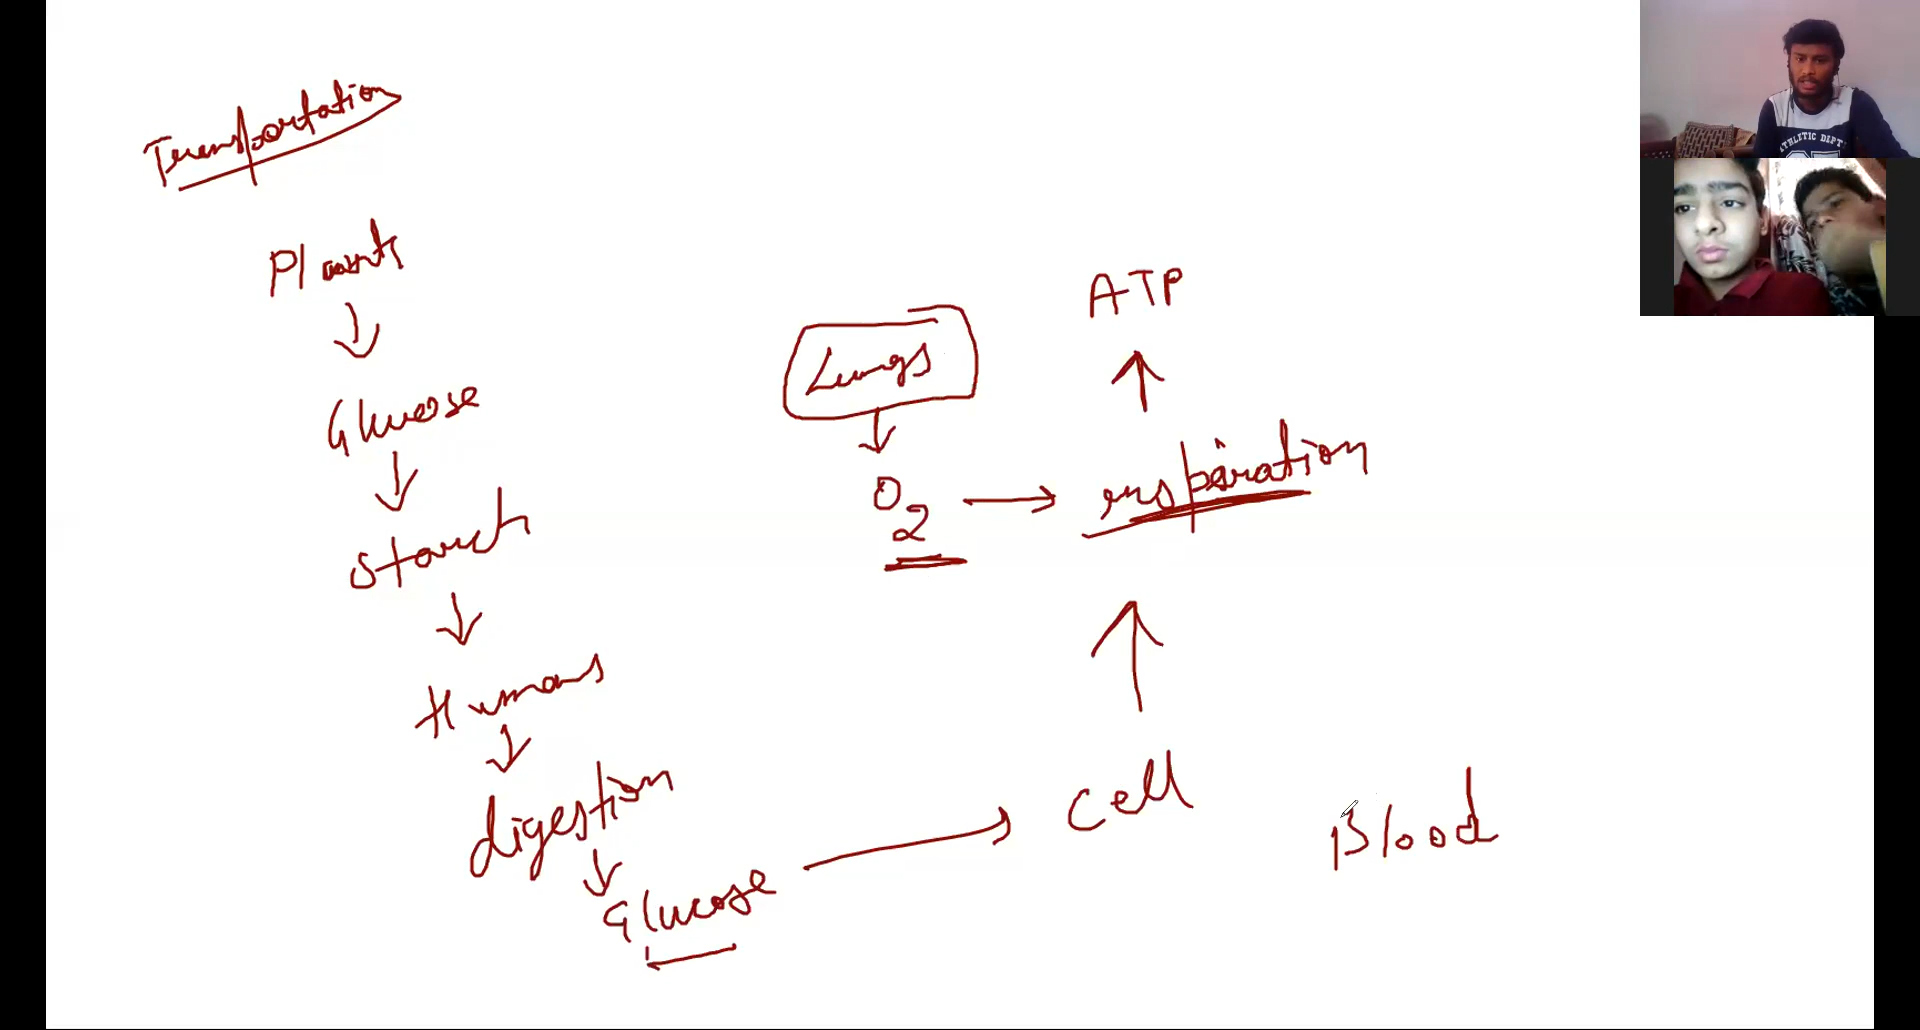 Transportation
Plants
Glucose
Starch
Humans
digestion
Glucose
Lungs
O2
respiration
ATP
Cell
Blood
ATHLETIC DEPT